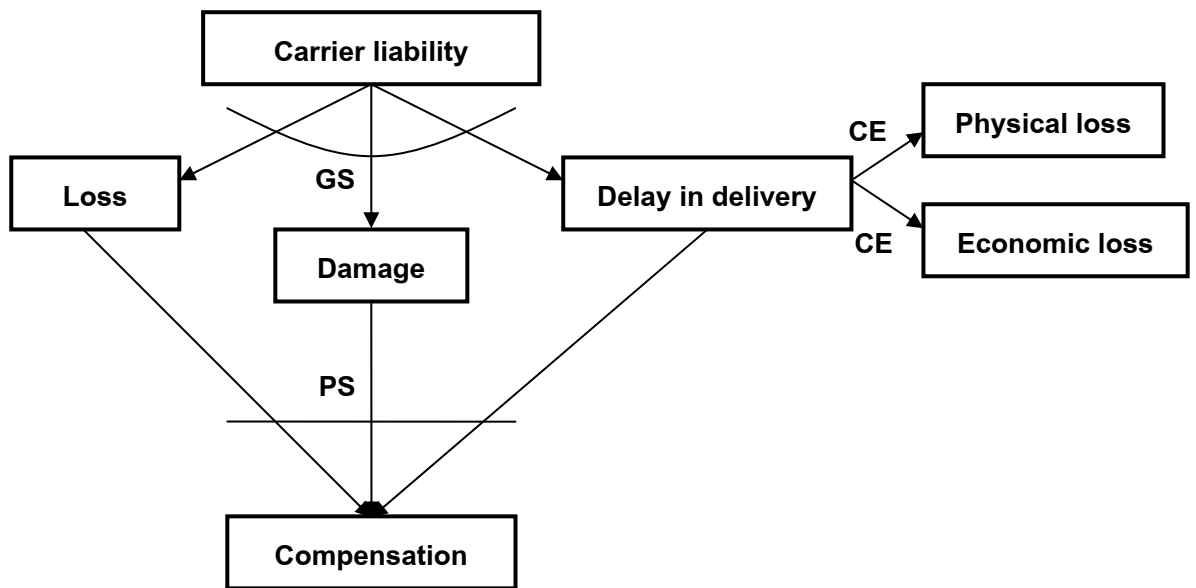 Carrier liability
Physical loss
CE
GS
Loss
Delay in delivery
CE
Economic loss
Damage
PS
Compensation